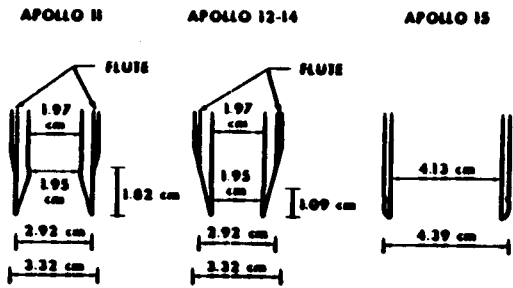 APOLLO 11
APOLLO 12-14
APOLLO 15
FLUTE
FLUTE
1.97
cm
1.97
cm
1.95
cm
1.82 cm
1.95
cm
1.09 cm
4.13 cm
2.92 cm
2.92 cm
4.39 cm
3.32 cm
3.32 cm